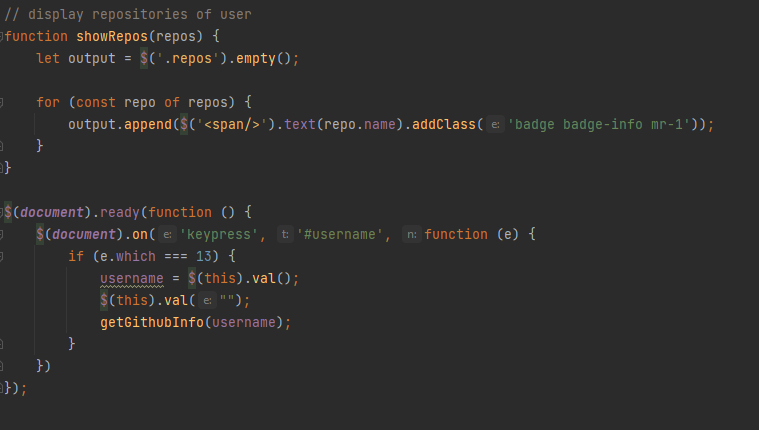 // display repositories of user
function showRepos(repos) {
    let output = $('.repos').empty();

    for (const repo of repos) {
        output.append($('<span/>').text(repo.name).addClass( e: 'badge badge-info mr-1'));
    }
}

$(document).ready(function () {
    $(document).on( e: 'keypress', t: '#username', n: function (e) {
        if (e.which === 13) {
            username = $(this).val();
            $(this).val( e: "");
            getGithubInfo(username);
        }
    })
});